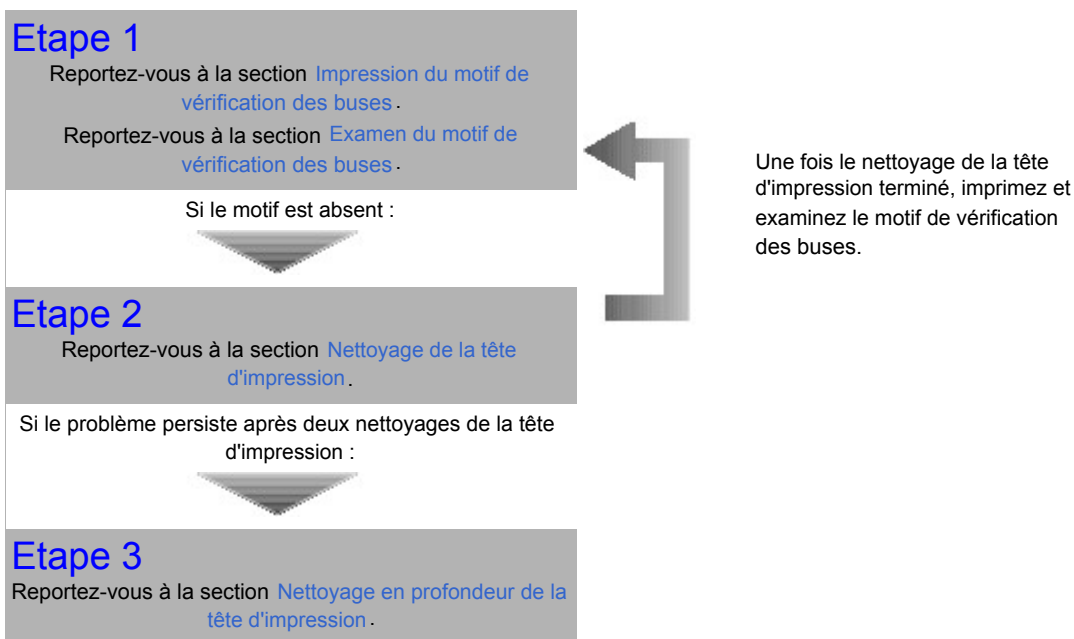 Etape 1
Reportez-vous à la section Impression du motif de
vérification des buses.
Reportez-vous à la section Examen du motif de
vérification des buses.
Si le motif est absent :
Une fois le nettoyage de la tête
d'impression terminé, imprimez et
examinez le motif de vérification
des buses.
Etape 2
Reportez-vous à la section Nettoyage de la tête
d'impression.
Si le problème persiste après deux nettoyages de la tête
d'impression :
Etape 3
Reportez-vous à la section Nettoyage en profondeur de la
tête d'impression.